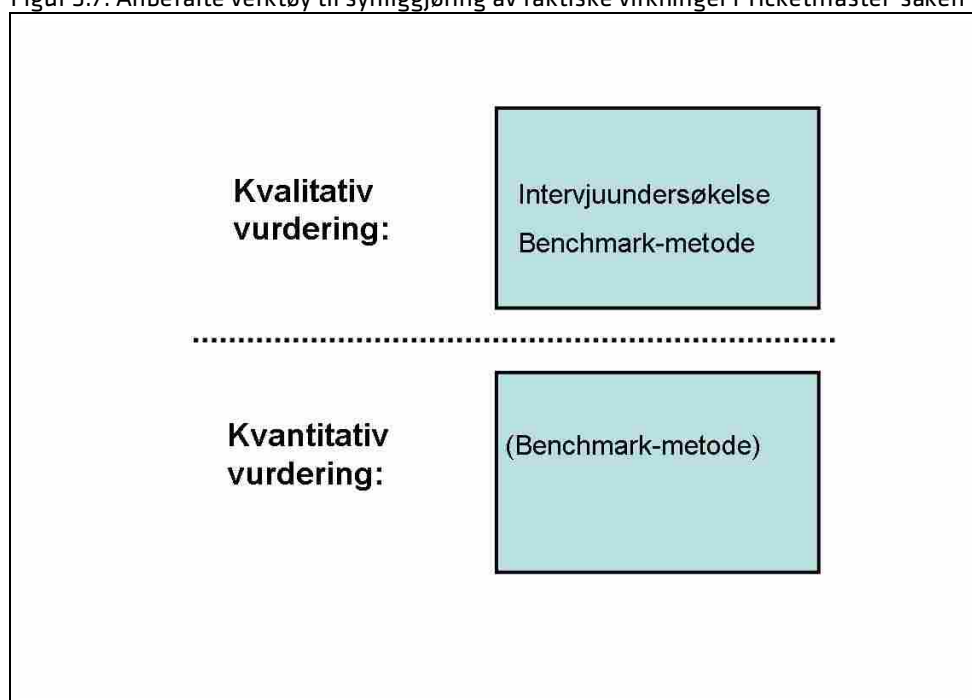 Figur 5.7: Anbefalte verktøy til synliggjøring av faktiske virkninger i Ticketmaster-saken
Kvalitativ
vurdering:
Intervjuundersøkelse
Benchmark-metode
Kvantitativ
vurdering:
(Benchmark-metode)